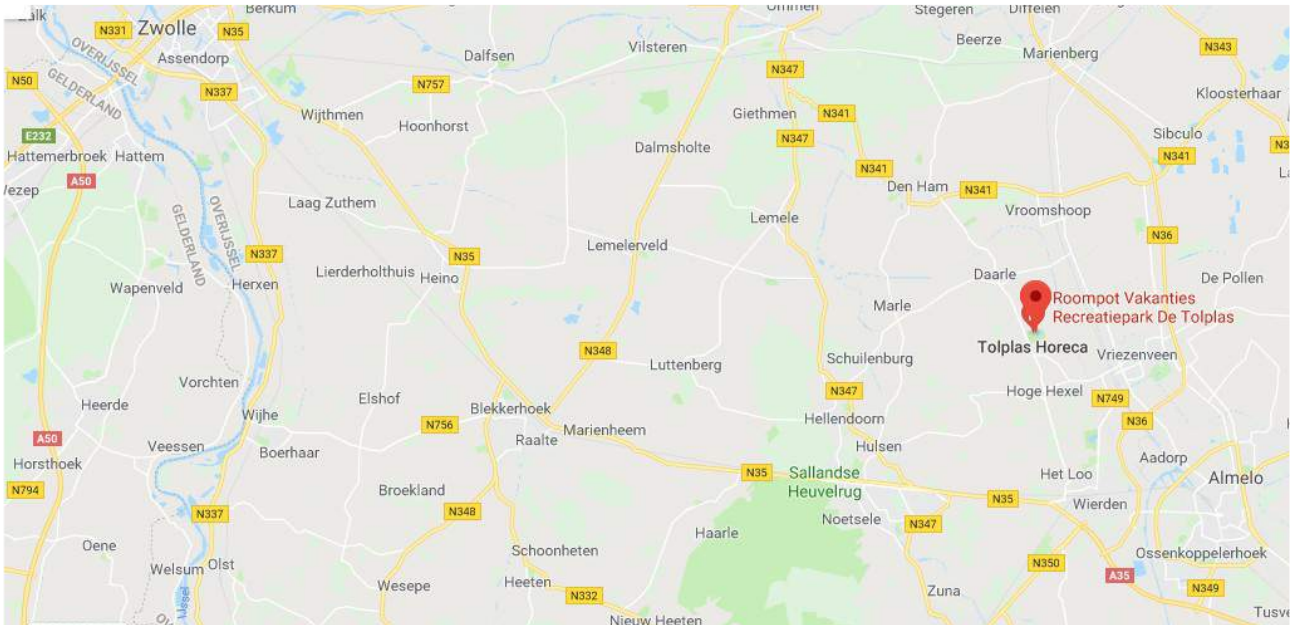 Berkum
Ommen
Stegeren
Diffelen
N331
Zwolle
N35
Beerze
OVERIJSSEL
Assendorp
Dalfsen
Vilsteren
Marienberg
N343
GELDERLAND
N50
N337
N757
N347
Kloosterhaar
Wijthmen
Hoonhorst
Giethmen
N341
E232
N347
Sibculo
Hattemerbroek
Hattem
Dalmsholte
N341
A50
N341
Den Ham
N341
Laag Zuthem
Vroomshoop
OVERIJSSEL
GELDERLAND
Lemele
N36
N337
N35
Lemelerveld
Lierderholthuis
Heino
Daarle
De Pollen
Wapenveld
Herxen
Marle
Roompot Vakanties
Recreatiepark De Tolplas
Tolplas Horeca
N348
Schuilenburg
Vriezenveen
Luttenberg
Vorchten
N347
Hoge Hexel
N749
Heerde
Elshof
Wijhe
Blekkerhoek
Hellendoorn
N36
N756
Marienheem
A50
Veessen
Boerhaar
Raalte
Hulsen
Aadorp
Horsthoek
N35
Sallandse
Heuvelrug
Het Loo
Almelo
N794
Broekland
N35
Wierden
N337
N348
Noetsele
N347
Haarle
Oene
Schoonheten
Ossenkoppelerhoek
Welsum
Olst
N350
A35
Wesepe
Heeten
N332
Zuna
N349
IJssel
Nieuw Heeten